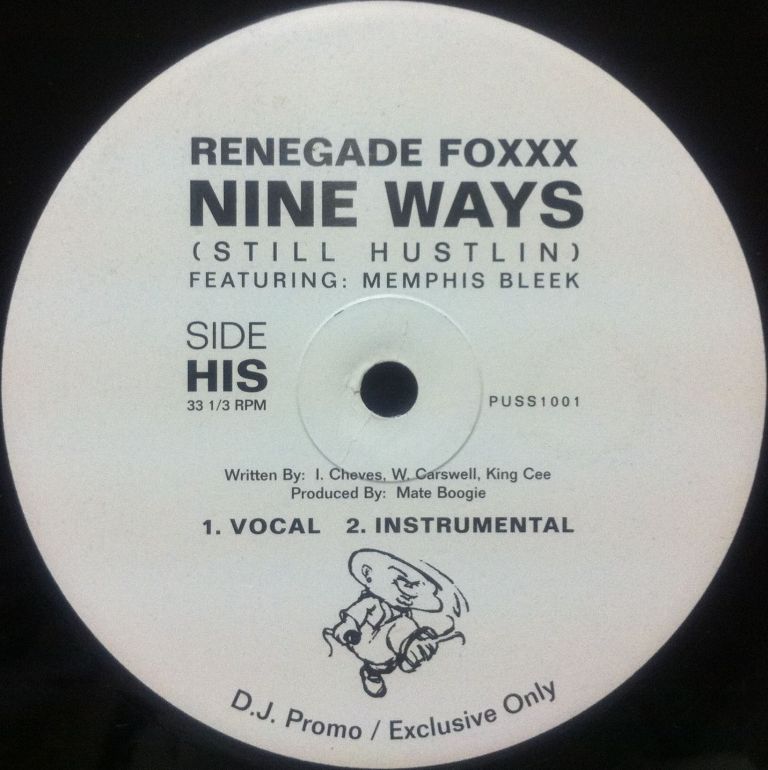 RENEGADE FOXXX
NINE WAYS
(STILL HUSTLIN)
FEATURING: MEMPHIS BLEEK
SIDE
HIS
33 1/3 RPM
PUSS1001
Written By: I. Cheves, W. Carswell, King Cee
Produced By: Mate Boogie
1. VOCAL 2. INSTRUMENTAL
D.J. Promo / Exclusive Only